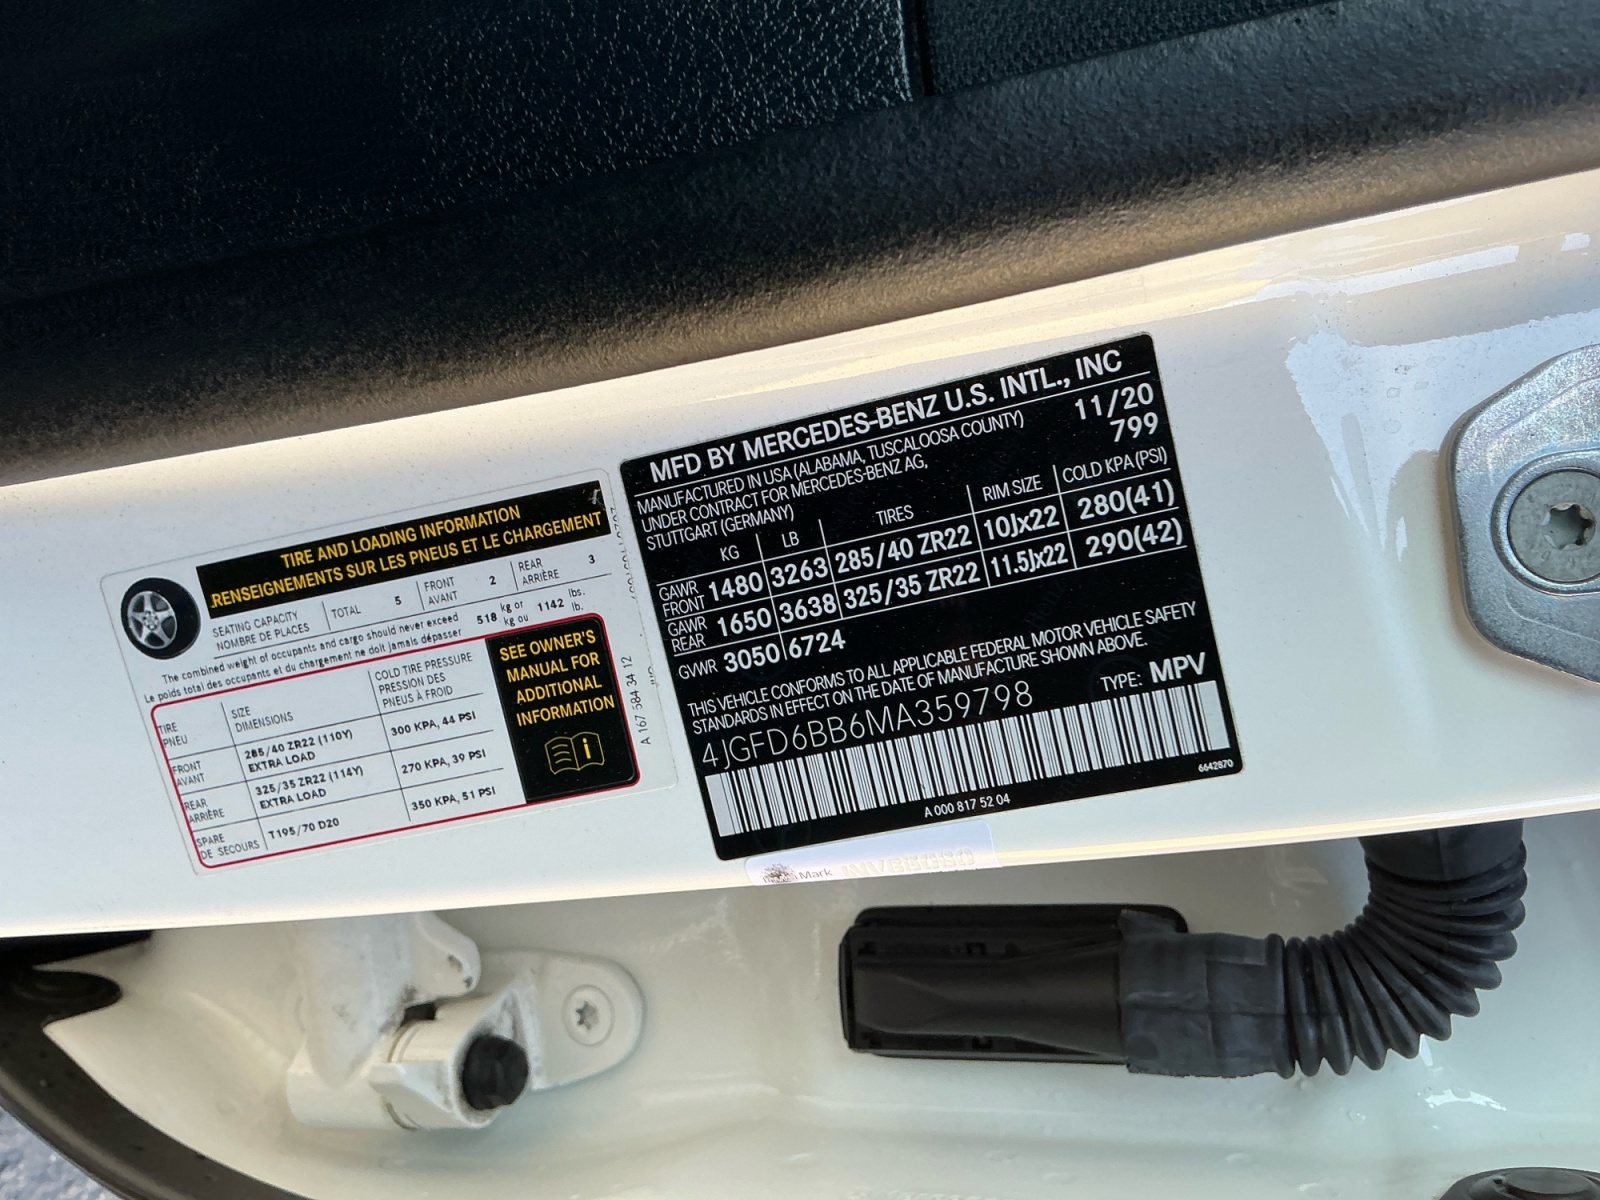 TIRE AND LOADING INFORMATION
RENSEIGNEMENTS SUR LES PNEUS ET LE CHARGEMENT
SEATING CAPACITY
NOMBRE DE PLACES
TOTAL 5
FRONT
AVANT
2
REAR
ARRIÈRE
3
The combined weight of occupants and cargo should never exceed
Le poids total des occupants et du chargement ne doit jamais dépasser
518 kg or
kg ou
1142 lbs.
lb.
TIRE
PNEU
SIZE
DIMENSIONS
COLD TIRE PRESSURE
PRESSION DES
PNEUS À FROID
FRONT
AVANT
285/40 ZR22 (110Y)
EXTRA LOAD
300 KPA, 44 PSI
REAR
ARRIÈRE
325/35 ZR22 (114Y)
EXTRA LOAD
270 KPA, 39 PSI
SPARE
DE SECOURS
T195/70 D20
350 KPA, 51 PSI
SEE OWNER'S
MANUAL FOR
ADDITIONAL
INFORMATION
A 167 584 34 12
MFD BY MERCEDES-BENZ U.S. INTL., INC
MANUFACTURED IN USA (ALABAMA, TUSCALOOSA COUNTY)
UNDER CONTRACT FOR MERCEDES-BENZ AG,
STUTTGART (GERMANY)
11/20
799
KG LB TIRES RIM SIZE COLD KPA (PSI)
GAWR
FRONT
1480 3263 285/40 ZR22 10Jx22 280(41)
GAWR
REAR
1650 3638 325/35 ZR22 11.5Jx22 290(42)
GVWR 3050 6724
THIS VEHICLE CONFORMS TO ALL APPLICABLE FEDERAL MOTOR VEHICLE SAFETY
STANDARDS IN EFFECT ON THE DATE OF MANUFACTURE SHOWN ABOVE.
4JGFD6BB6MA359798
TYPE: MPV
6642870
A 000 817 52 04
Mark